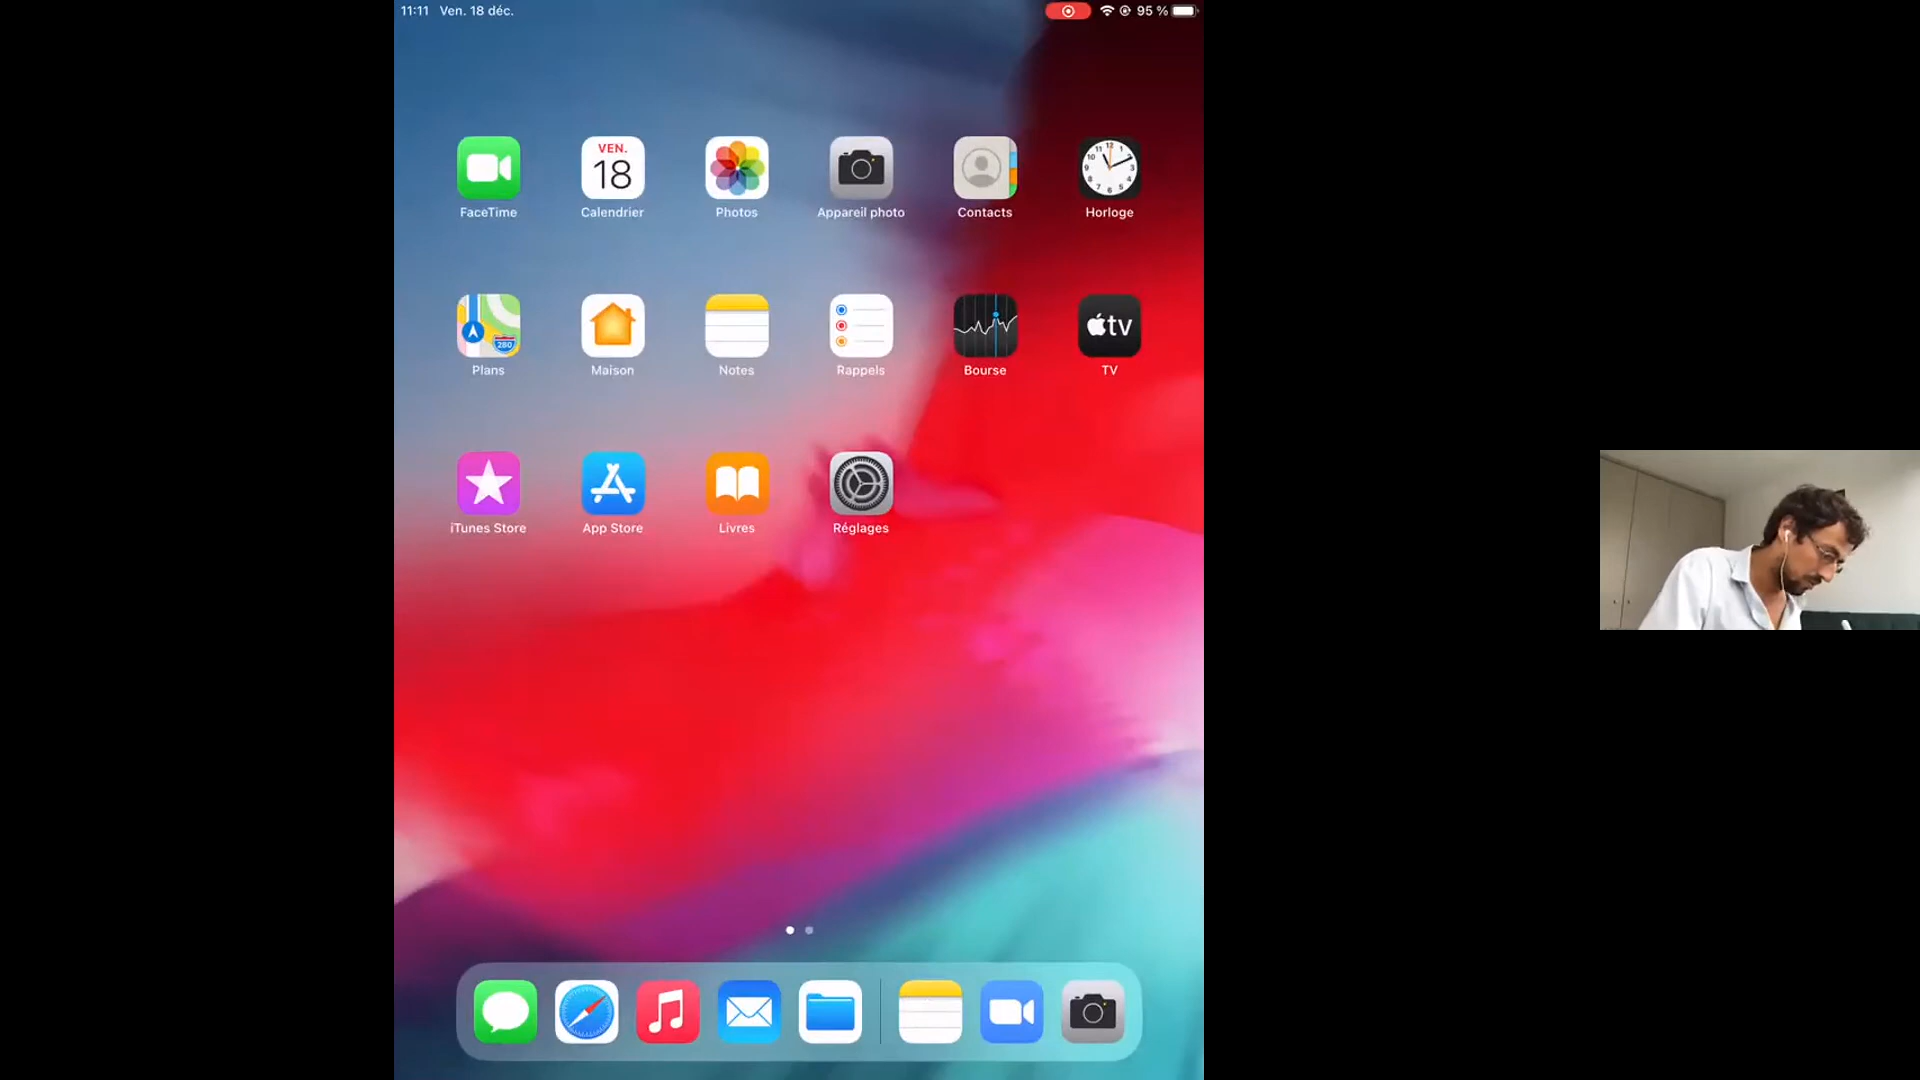 11:11 Ven. 18 déc. 95 %
VEN.
18
FaceTime Calendrier Photos Appareil photo Contacts Horloge
280
tv
Plans Maison Notes Rappels Bourse TV
iTunes Store App Store Livres Réglages